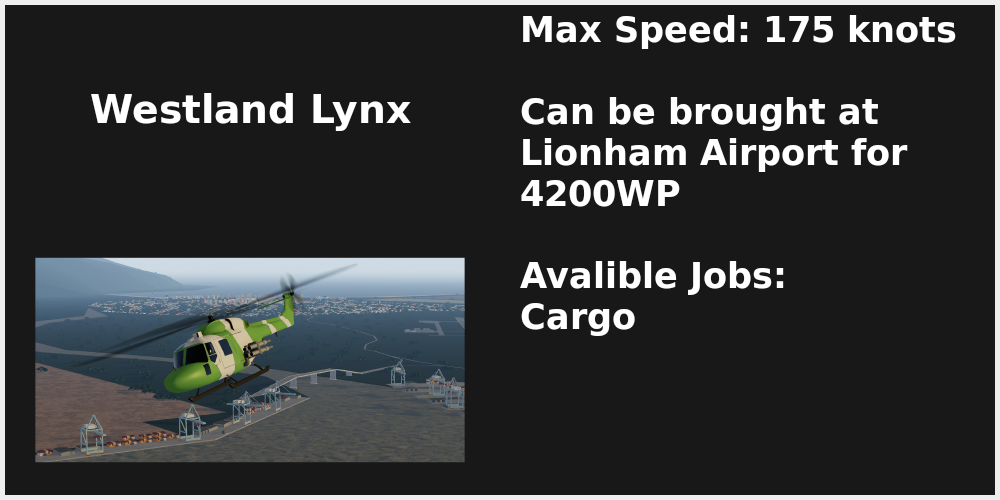 Westland Lynx
Max Speed: 175 knots
Can be brought at
Lionham Airport for
4200WP
Avalible Jobs:
Cargo